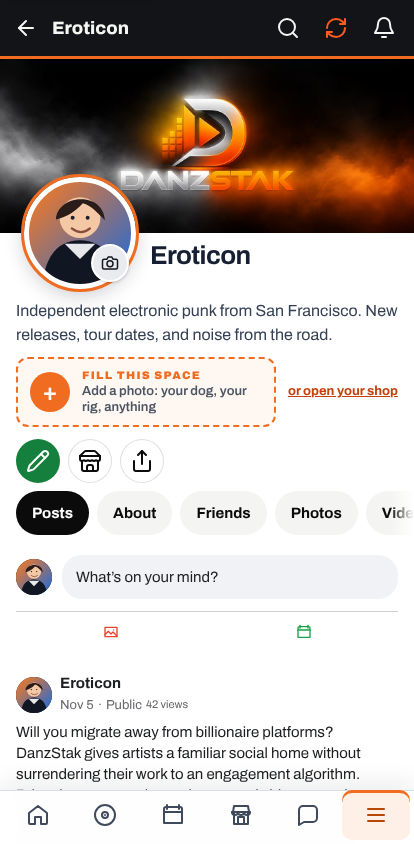 Eroticon
DANZSTAK
Eroticon
Independent electronic punk from San Francisco. New
releases, tour dates, and noise from the road.
FILL THIS SPACE
Add a photo: your dog, your
rig, anything
or open your shop
Posts About Friends Photos Vide
What's on your mind?
Eroticon
Nov 5 · Public 42 views
Will you migrate away from billionaire platforms?
DanzStak gives artists a familiar social home without
surrendering their work to an engagement algorithm.